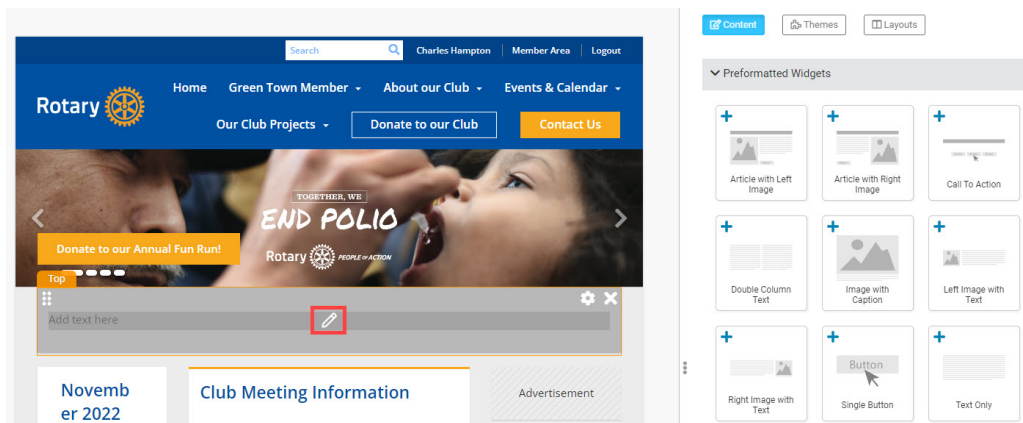 Search
Charles Hampton
Member Area
Logout
Home
Green Town Member
About our Club
Events & Calendar
Rotary
Our Club Projects
Donate to our Club
Contact Us
TOGETHER, WE
END POLIO
Donate to our Annual Fun Run!
Rotary
PEOPLE OF ACTION
Top
Add text here
Novemb
er 2022
Club Meeting Information
Advertisement
Content
Themes
Layouts
Preformatted Widgets
Article with Left
Image
Article with Right
Image
Call To Action
Double Column
Text
Image with
Caption
Left Image with
Text
Right Image with
Text
Button
Single Button
Text Only